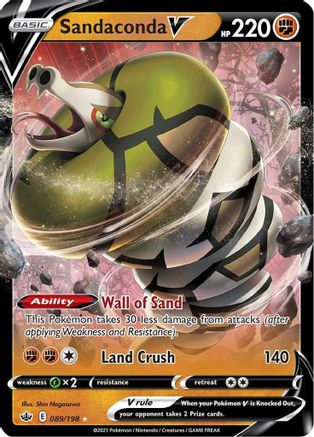 BASIC Sandaconda V HP 220
Ability Wall of Sand
This Pokémon takes 30 less damage from attacks (after
applying Weakness and Resistance).
Land Crush 140
weakness ×2 resistance retreat
Illus. Shin Nagasawa
V rule When your Pokémon V is Knocked Out,
your opponent takes 2 Prize cards.
E 089/198
©2021 Pokémon / Nintendo / Creatures / GAME FREAK